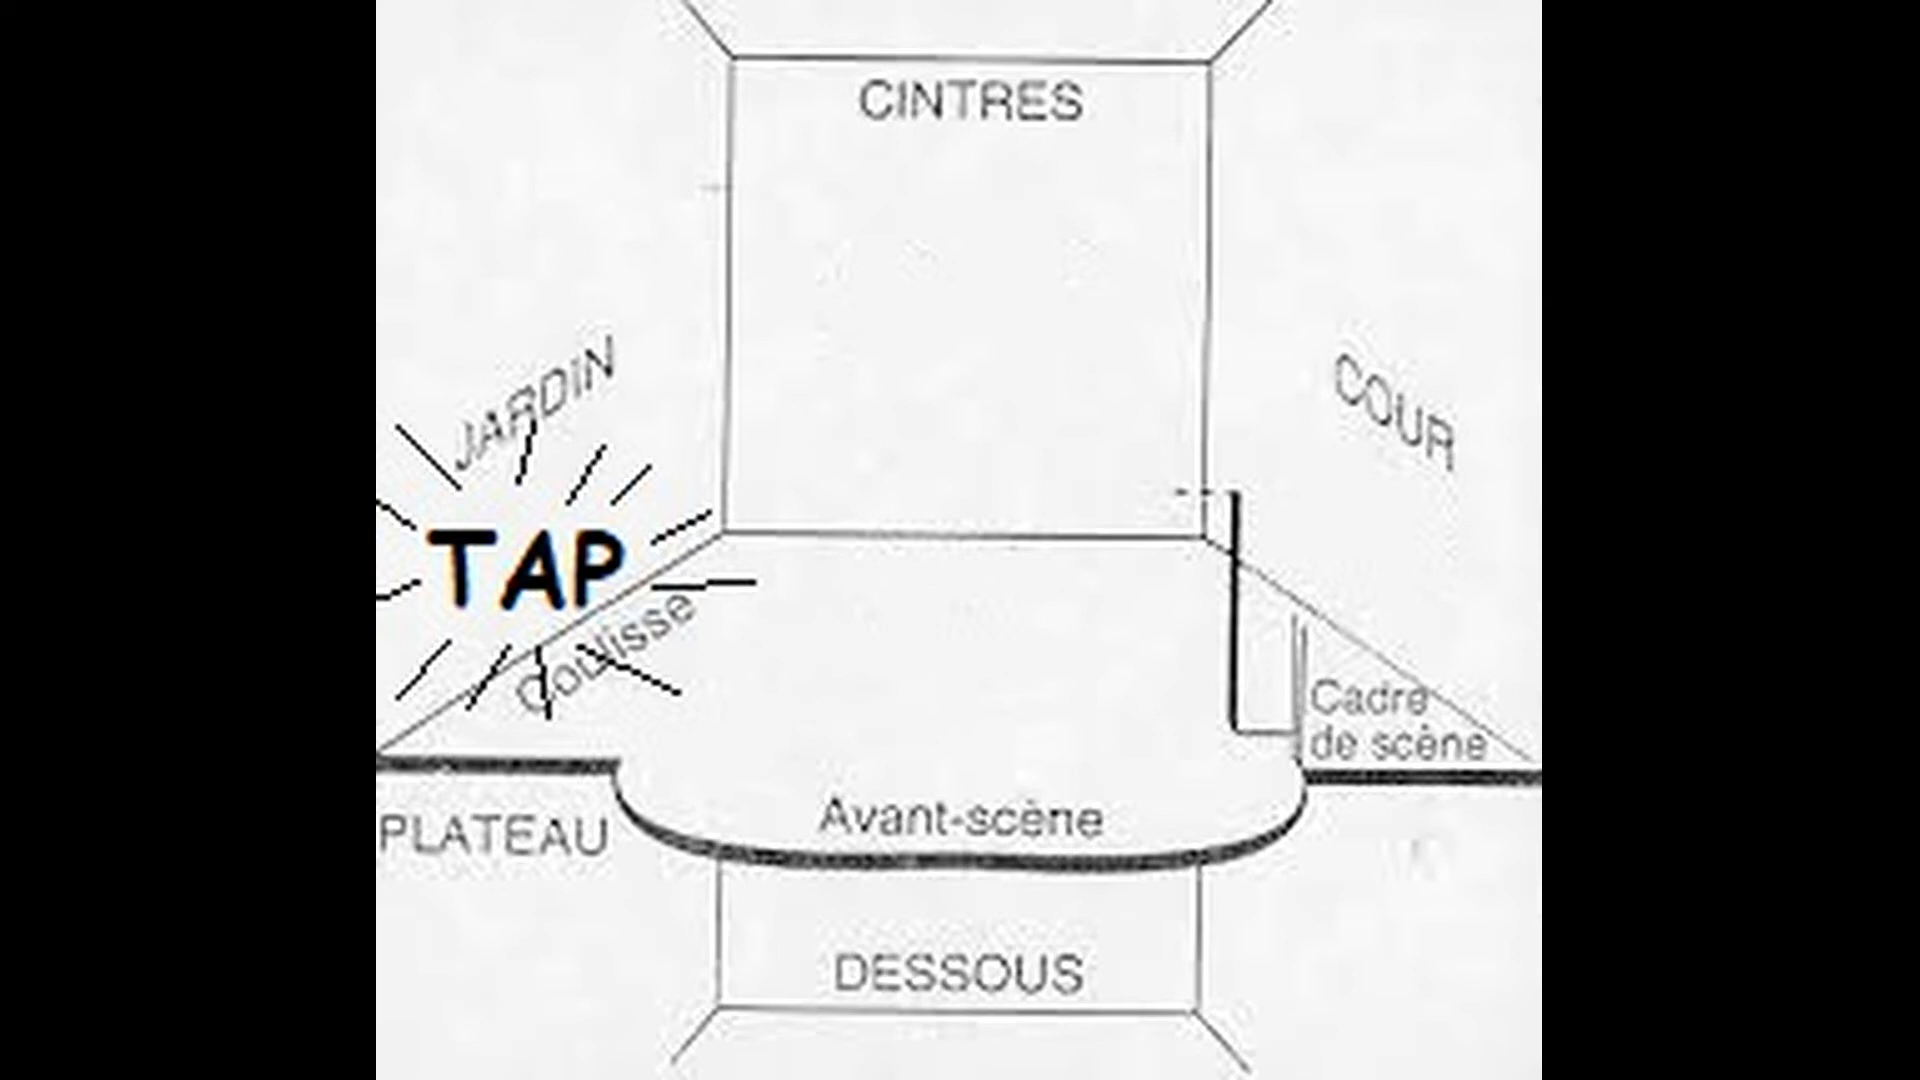 CINTRES
JARDIN
COUR
TAP
Coulisse
Cadre
de scène
Avant-scène
PLATEAU
DESSOUS